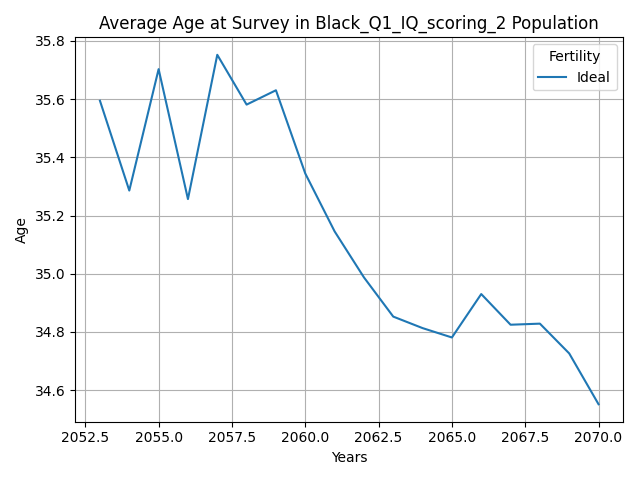 Average Age at Survey in Black_Q1_IQ_scoring_2 Population
35.8
35.6
35.4
35.2
35.0
34.8
34.6
Age
Fertility
Ideal
2052.5 2055.0 2057.5 2060.0 2062.5 2065.0 2067.5 2070.0
Years